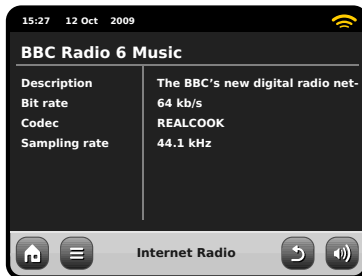 15:27 12 Oct 2009
BBC Radio 6 Music
Description The BBC’s new digital radio net-
Bit rate 64 kb/s
Codec REALCOOK
Sampling rate 44.1 kHz
Internet Radio